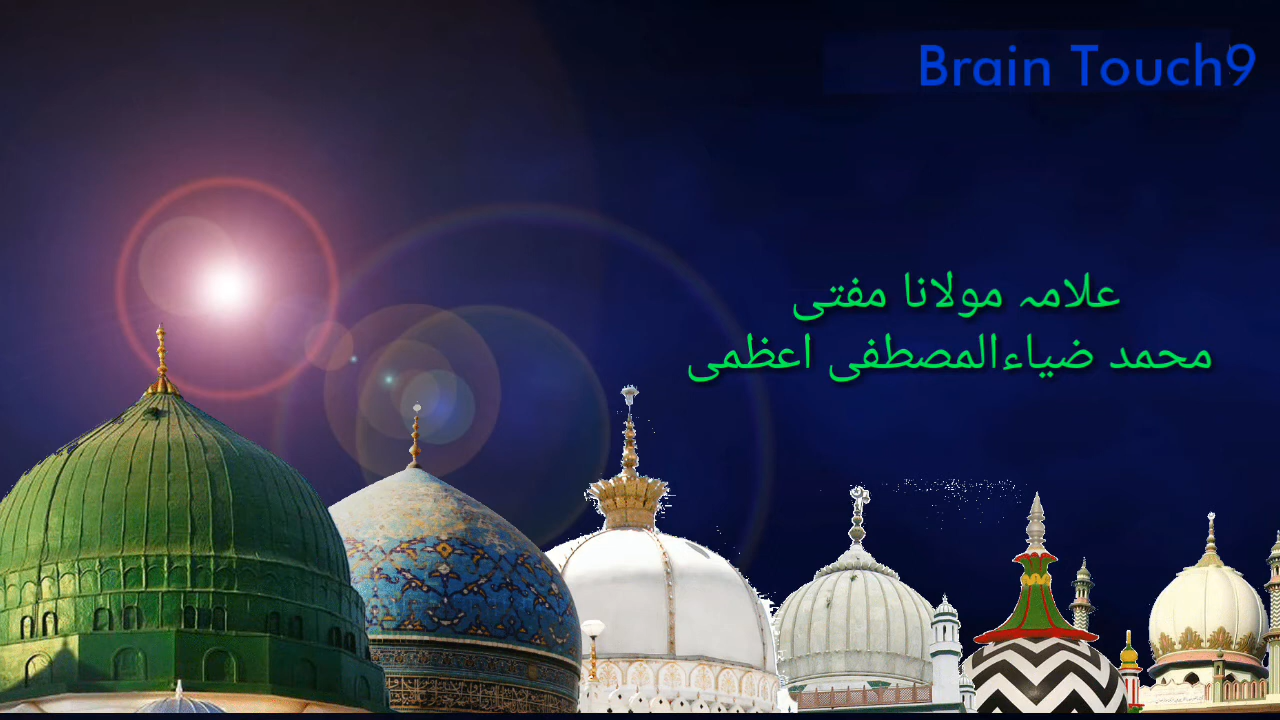 Brain Touch9
علامہ مولانا مفتی
محمد ضیاءالمصطفی اعظمی